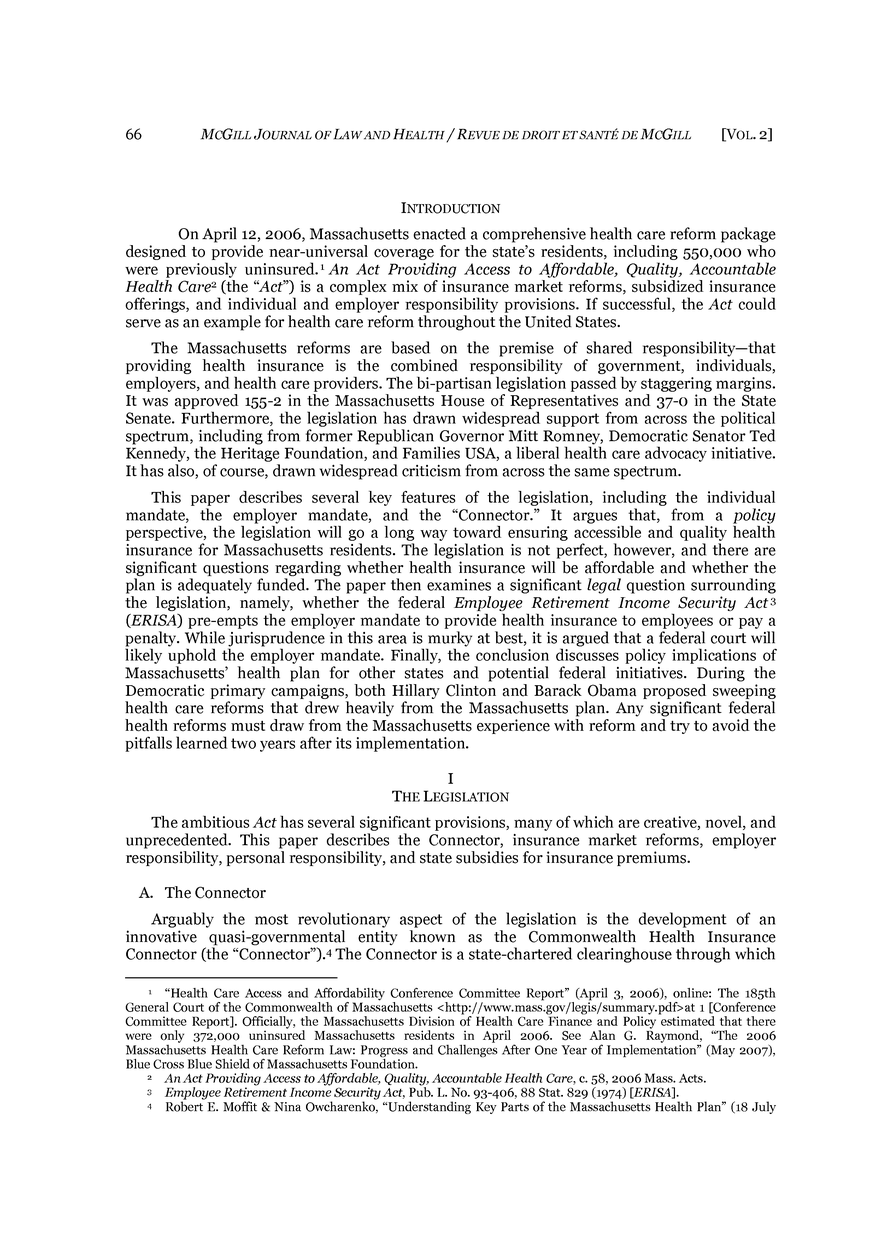 66 MCGILL JOURNAL OF LAW AND HEALTH / REVUE DE DROIT ET SANTÉ DE MCGILL [VOL. 2]
INTRODUCTION
On April 12, 2006, Massachusetts enacted a comprehensive health care reform package
designed to provide near-universal coverage for the state’s residents, including 550,000 who
were previously uninsured.¹ An Act Providing Access to Affordable, Quality, Accountable
Health Care² (the “Act”) is a complex mix of insurance market reforms, subsidized insurance
offerings, and individual and employer responsibility provisions. If successful, the Act could
serve as an example for health care reform throughout the United States.
The Massachusetts reforms are based on the premise of shared responsibility—that
providing health insurance is the combined responsibility of government, individuals,
employers, and health care providers. The bi-partisan legislation passed by staggering margins.
It was approved 155-2 in the Massachusetts House of Representatives and 37-0 in the State
Senate. Furthermore, the legislation has drawn widespread support from across the political
spectrum, including from former Republican Governor Mitt Romney, Democratic Senator Ted
Kennedy, the Heritage Foundation, and Families USA, a liberal health care advocacy initiative.
It has also, of course, drawn widespread criticism from across the same spectrum.
This paper describes several key features of the legislation, including the individual
mandate, the employer mandate, and the “Connector.” It argues that, from a policy
perspective, the legislation will go a long way toward ensuring accessible and quality health
insurance for Massachusetts residents. The legislation is not perfect, however, and there are
significant questions regarding whether health insurance will be affordable and whether the
plan is adequately funded. The paper then examines a significant legal question surrounding
the legislation, namely, whether the federal Employee Retirement Income Security Act³
(ERISA) pre-empts the employer mandate to provide health insurance to employees or pay a
penalty. While jurisprudence in this area is murky at best, it is argued that a federal court will
likely uphold the employer mandate. Finally, the conclusion discusses policy implications of
Massachusetts’ health plan for other states and potential federal initiatives. During the
Democratic primary campaigns, both Hillary Clinton and Barack Obama proposed sweeping
health care reforms that drew heavily from the Massachusetts plan. Any significant federal
health reforms must draw from the Massachusetts experience with reform and try to avoid the
pitfalls learned two years after its implementation.
I
THE LEGISLATION
The ambitious Act has several significant provisions, many of which are creative, novel, and
unprecedented. This paper describes the Connector, insurance market reforms, employer
responsibility, personal responsibility, and state subsidies for insurance premiums.
A. The Connector
Arguably the most revolutionary aspect of the legislation is the development of an
innovative quasi-governmental entity known as the Commonwealth Health Insurance
Connector (the “Connector”).⁴ The Connector is a state-chartered clearinghouse through which
¹ “Health Care Access and Affordability Conference Committee Report” (April 3, 2006), online: The 185th
General Court of the Commonwealth of Massachusetts <http://www.mass.gov/legis/summary.pdf>at 1 [Conference
Committee Report]. Officially, the Massachusetts Division of Health Care Finance and Policy estimated that there
were only 372,000 uninsured Massachusetts residents in April 2006. See Alan G. Raymond, “The 2006
Massachusetts Health Care Reform Law: Progress and Challenges After One Year of Implementation” (May 2007),
Blue Cross Blue Shield of Massachusetts Foundation.
² An Act Providing Access to Affordable, Quality, Accountable Health Care, c. 58, 2006 Mass. Acts.
³ Employee Retirement Income Security Act, Pub. L. No. 93-406, 88 Stat. 829 (1974) [ERISA].
⁴ Robert E. Moffit & Nina Owcharenko, “Understanding Key Parts of the Massachusetts Health Plan” (18 July